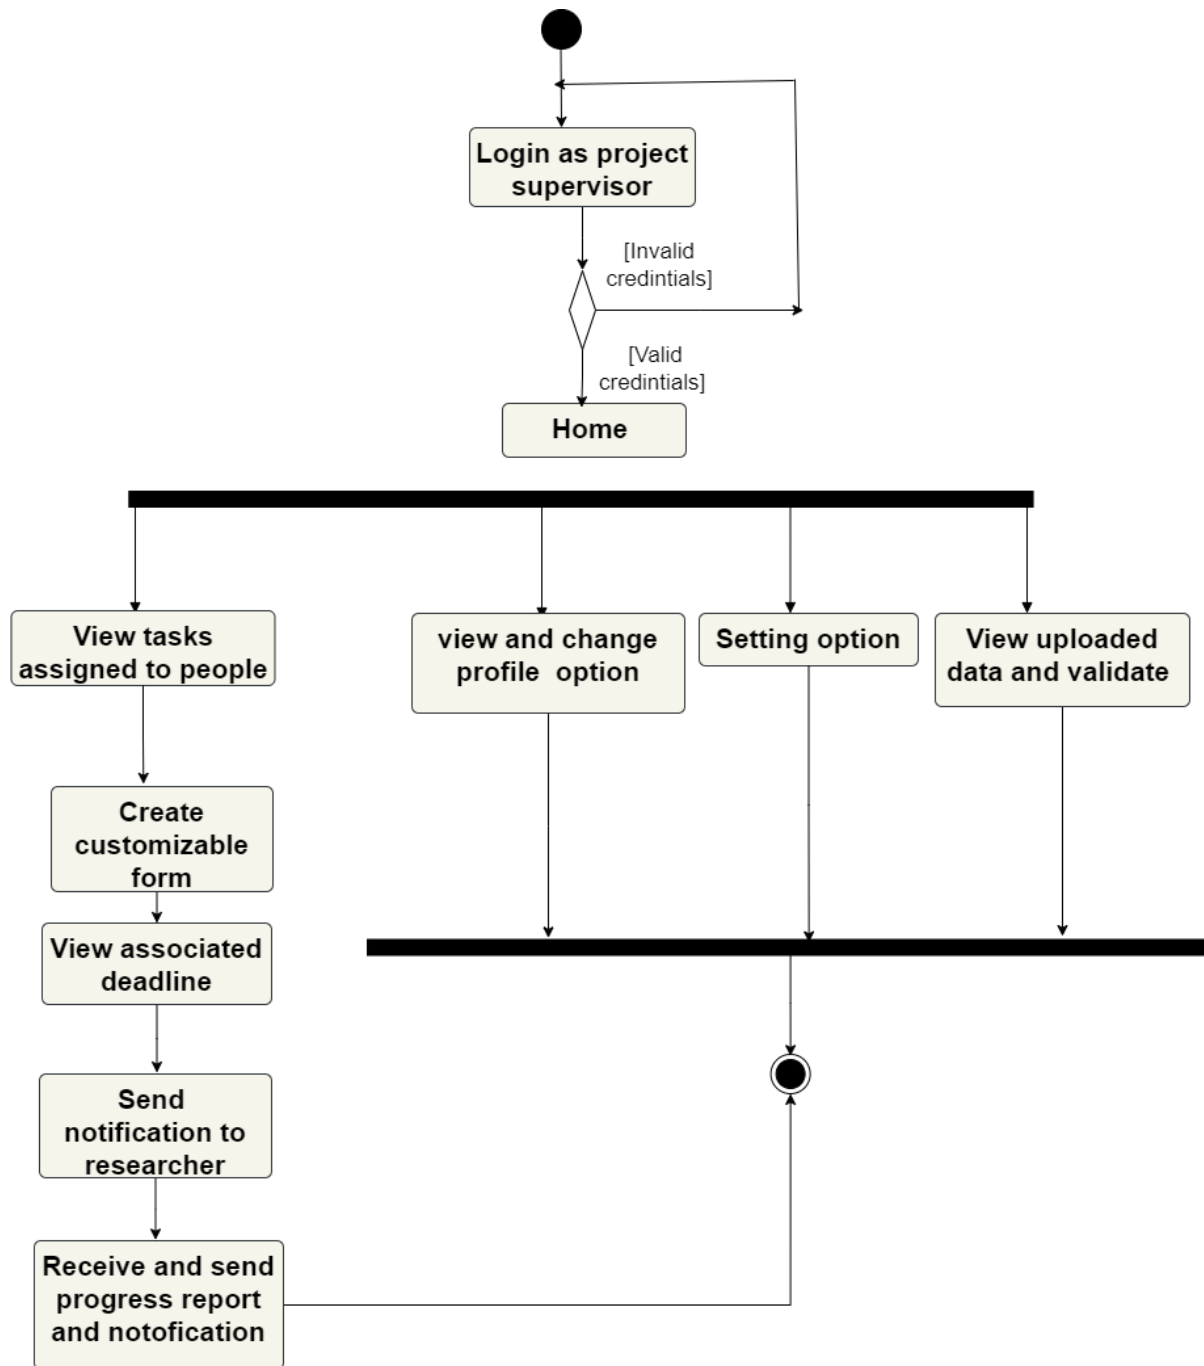 Login as project
supervisor
[Invalid
credintials]
[Valid
credintials]
Home
View tasks
assigned to people
view and change
profile option
Setting option
View uploaded
data and validate
Create
customizable
form
View associated
deadline
Send
notification to
researcher
Receive and send
progress report
and notofication